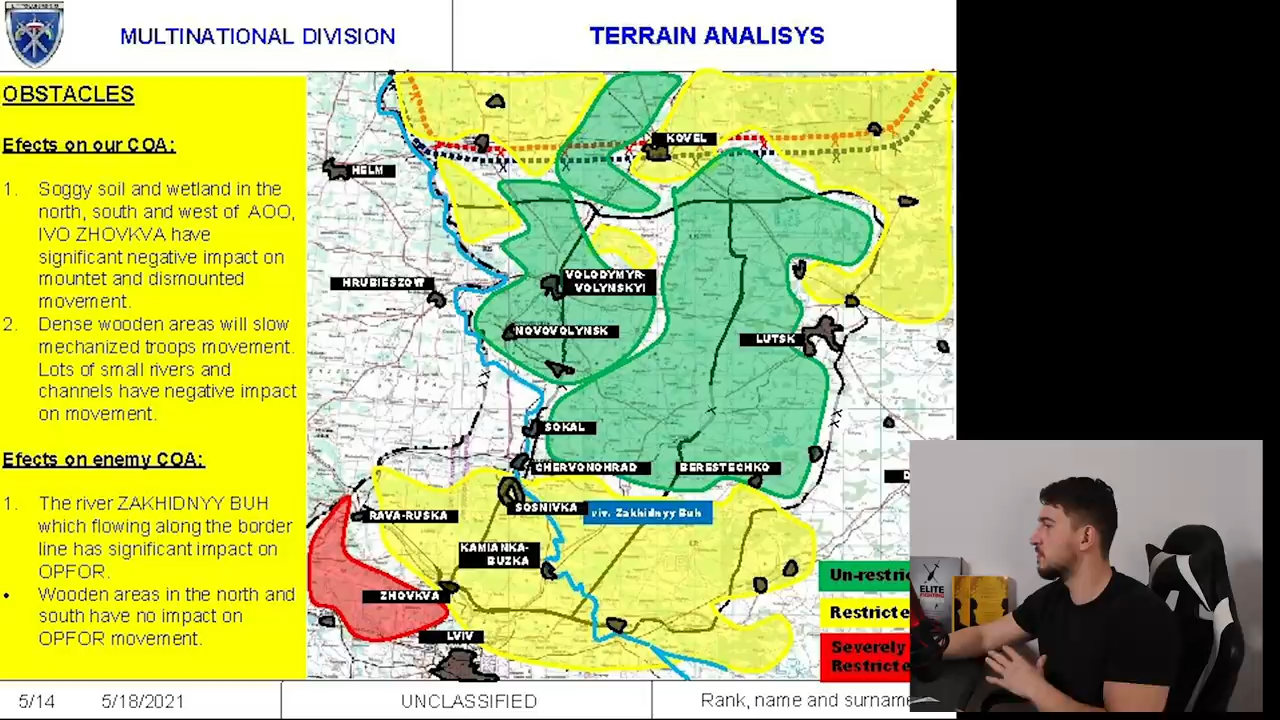 MULTINATIONAL DIVISION
TERRAIN ANALISYS
OBSTACLES
Efects on our COA:
1. Soggy soil and wetland in the
north, south and west of AOO,
IVO ZHOVKVA have
significant negative impact on
mountet and dismounted
movement.
2. Dense wooden areas will slow
mechanized troops movement.
Lots of small rivers and
channels have negative impact
on movement.
Efects on enemy COA:
1. The river ZAKHIDNYY BUH
which flowing along the border
line has significant impact on
OPFOR.
• Wooden areas in the north and
south have no impact on
OPFOR movement.
KOVEL
HELM
VOLODYMYR-
VOLYNSKYI
HRUBIESZOW
NOVOVOLYNSK
LUTSK
SOKAL
CHERVONOHRAD
BERESTECHKO
SOSNIVKA
riv. Zakhidnyy Buh
RAVA-RUSKA
KAMIANKA-
BUZKA
ZHOVKVA
LVIV
Un-restric
Restricte
Severely
Restricte
ELITE
FIGHTING
5/14
5/18/2021
UNCLASSIFIED
Rank, name and surname